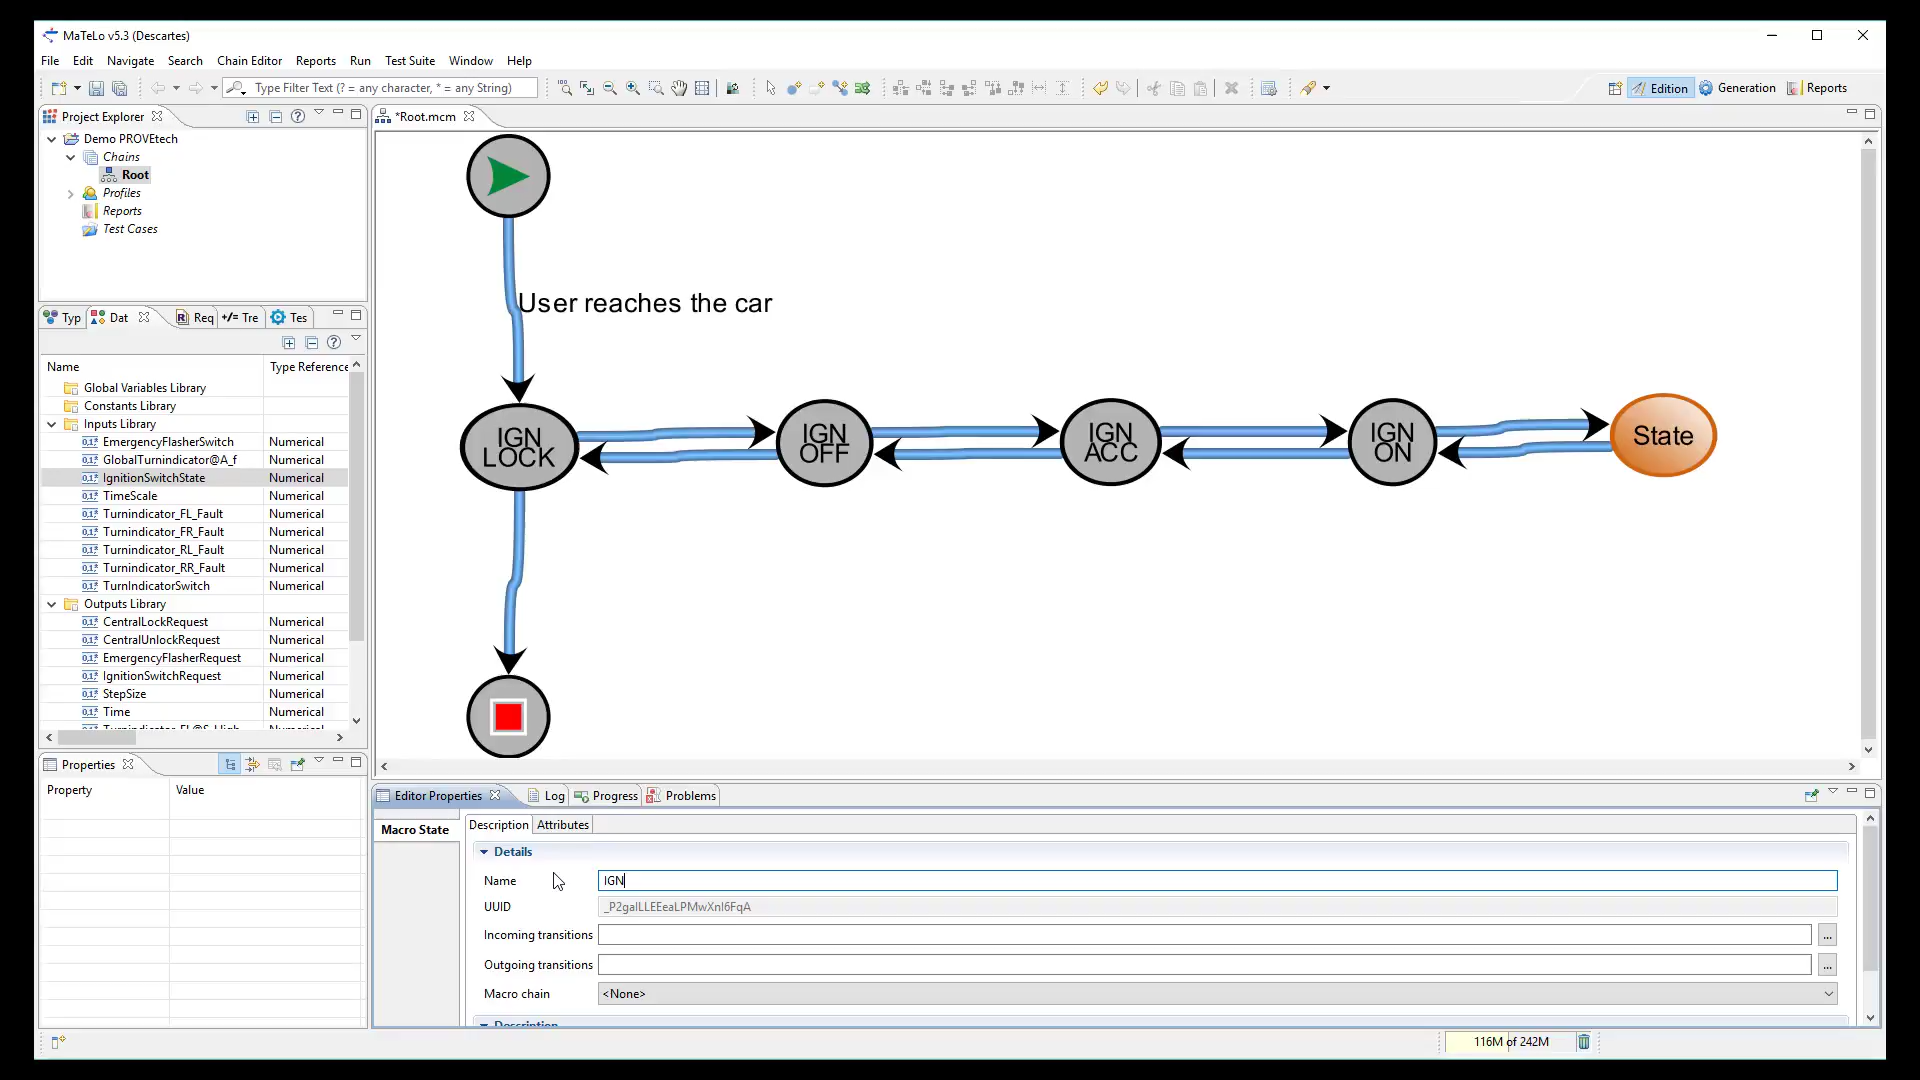 MaTeLo v5.3 (Descartes)
File Edit Navigate Search Chain Editor Reports Run Test Suite Window Help
Type Filter Text (? = any character, * = any String)
Edition Generation Reports
Project Explorer
Demo PROVEtech
Chains
Root
Profiles
Reports
Test Cases
Typ Dat Req +/= Tre Tes
Name Type Reference
Global Variables Library
Constants Library
Inputs Library
EmergencyFlasherSwitch Numerical
GlobalTurnindicator@A_f Numerical
IgnitionSwitchState Numerical
TimeScale Numerical
Turnindicator_FL_Fault Numerical
Turnindicator_FR_Fault Numerical
Turnindicator_RL_Fault Numerical
Turnindicator_RR_Fault Numerical
TurnIndicatorSwitch Numerical
Outputs Library
CentralLockRequest Numerical
CentralUnlockRequest Numerical
EmergencyFlasherRequest Numerical
IgnitionSwitchRequest Numerical
StepSize Numerical
Time Numerical
Properties
Property Value
*Root.mcm
User reaches the car
IGN
LOCK
IGN
OFF
IGN
ACC
IGN
ON
State
Editor Properties Log Progress Problems
Macro State
Description Attributes
Details
Name IGN
UUID
Incoming transitions ...
Outgoing transitions ...
Macro chain <None>
Description
116M of 242M